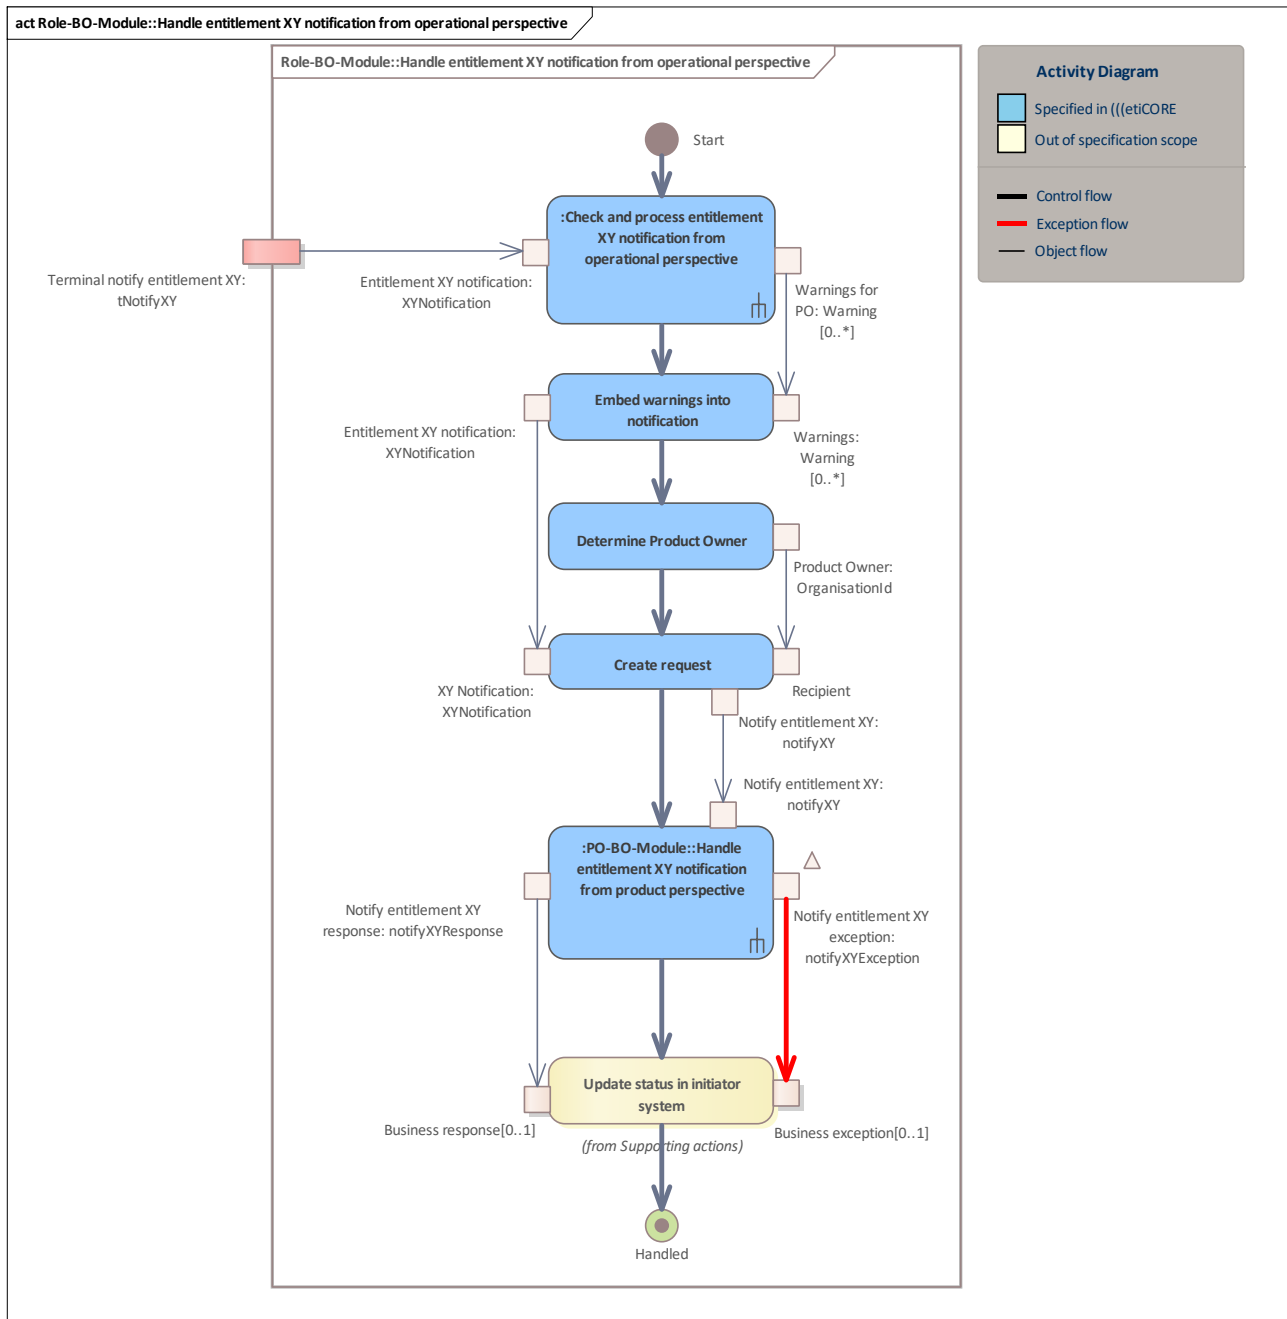 act Role-BO-Module::Handle entitlement XY notification from operational perspective
Role-BO-Module::Handle entitlement XY notification from operational perspective
Activity Diagram
Specified in (((etiCORE
Out of specification scope
Control flow
Exception flow
Object flow
Start
:Check and process entitlement
XY notification from
operational perspective
Terminal notify entitlement XY:
tNotifyXY
Entitlement XY notification:
XYNotification
Warnings for
PO: Warning
[0..*]
Embed warnings into
notification
Entitlement XY notification:
XYNotification
Warnings:
Warning
[0..*]
Determine Product Owner
Product Owner:
OrganisationId
Create request
XY Notification:
XYNotification
Recipient
Notify entitlement XY:
notifyXY
Notify entitlement XY:
notifyXY
:PO-BO-Module::Handle
entitlement XY notification
from product perspective
Notify entitlement XY
response: notifyXYResponse
Notify entitlement XY
exception:
notifyXYException
Update status in initiator
system
Business response[0..1]
Business exception[0..1]
(from Supporting actions)
Handled